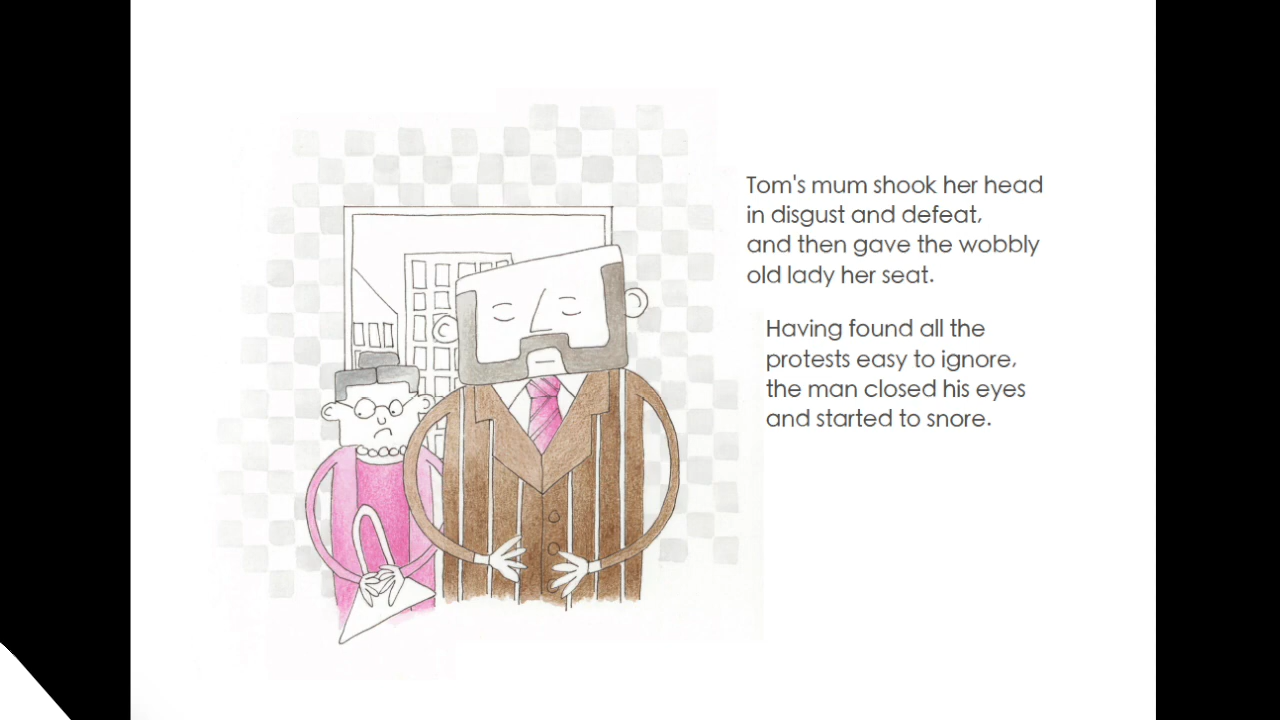 Tom's mum shook her head
in disgust and defeat,
and then gave the wobbly
old lady her seat.
Having found all the
protests easy to ignore,
the man closed his eyes
and started to snore.